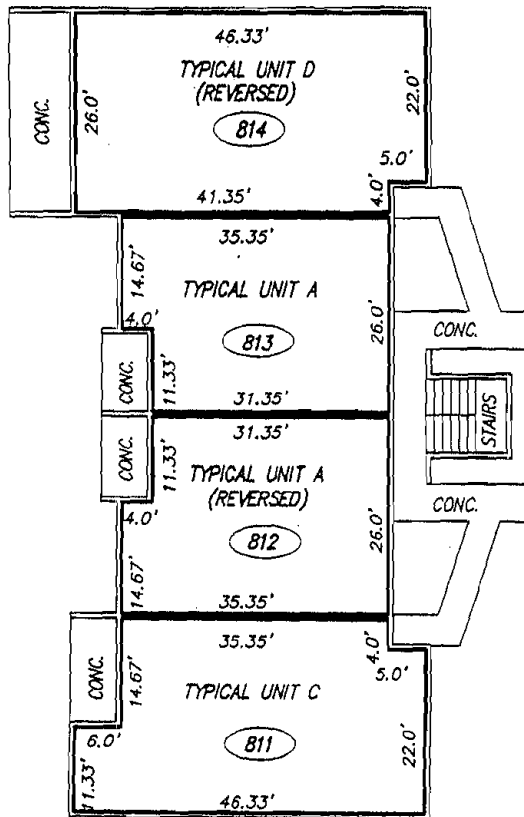 46.33'
TYPICAL UNIT D
(REVERSED)
814
CONC.
26.0'
22.0'
5.0'
4.0'
41.35'
35.35'
14.67'
TYPICAL UNIT A
4.0'
813
26.0'
CONC.
CONC.
11.33'
31.35'
31.35'
STAIRS
CONC.
11.33'
TYPICAL UNIT A
(REVERSED)
4.0'
812
26.0'
CONC.
14.67'
35.35'
35.35'
4.0'
5.0'
CONC.
14.67'
TYPICAL UNIT C
6.0'
811
22.0'
11.33'
46.33'